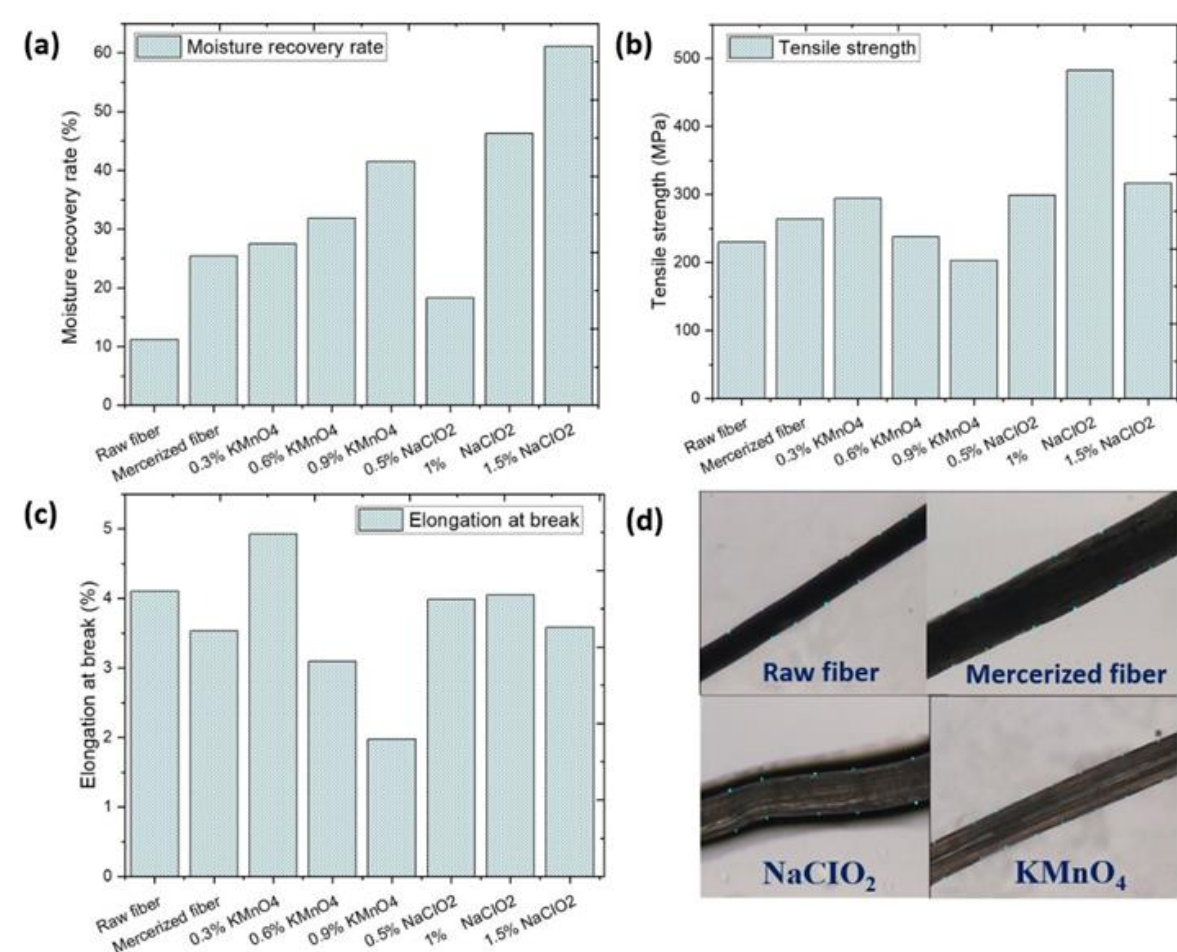 (a)
Moisture recovery rate
Moisture recovery rate (%)
60
50
40
30
20
10
0
Raw fiber
Mercerized fiber
0.3% KMnO4
0.6% KMnO4
0.9% KMnO4
0.5% NaClO2
1% NaClO2
1.5% NaClO2
(b)
Tensile strength
Tensile strength (MPa)
500
400
300
200
100
0
Raw fiber
Mercerized fiber
0.3% KMnO4
0.6% KMnO4
0.9% KMnO4
0.5% NaClO2
1% NaClO2
1.5% NaClO2
(c)
Elongation at break
Elongation at break (%)
5
4
3
2
1
0
Raw fiber
Mercerized fiber
0.3% KMnO4
0.6% KMnO4
0.9% KMnO4
0.5% NaClO2
1% NaClO2
1.5% NaClO2
(d)
Raw fiber
Mercerized fiber
NaClO₂
KMnO₄